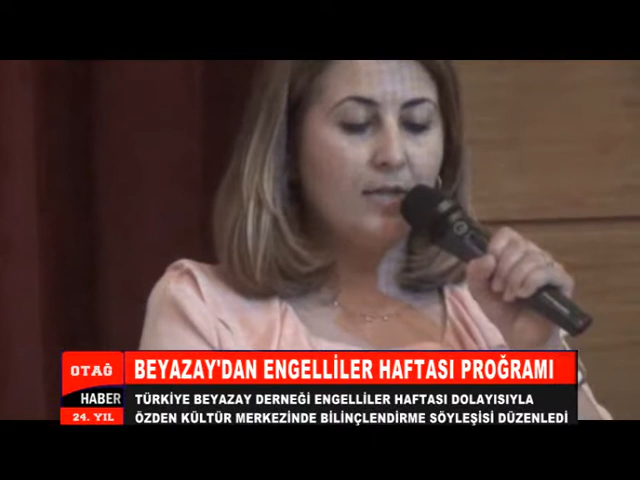 OTAĞ
HABER
24. YIL
BEYAZAY'DAN ENGELLİLER HAFTASI PROĞRAMI
TÜRKİYE BEYAZAY DERNEĞİ ENGELLİLER HAFTASI DOLAYISIYLA
ÖZDEN KÜLTÜR MERKEZİNDE BİLİNÇLENDİRME SÖYLEŞİSİ DÜZENLEDİ